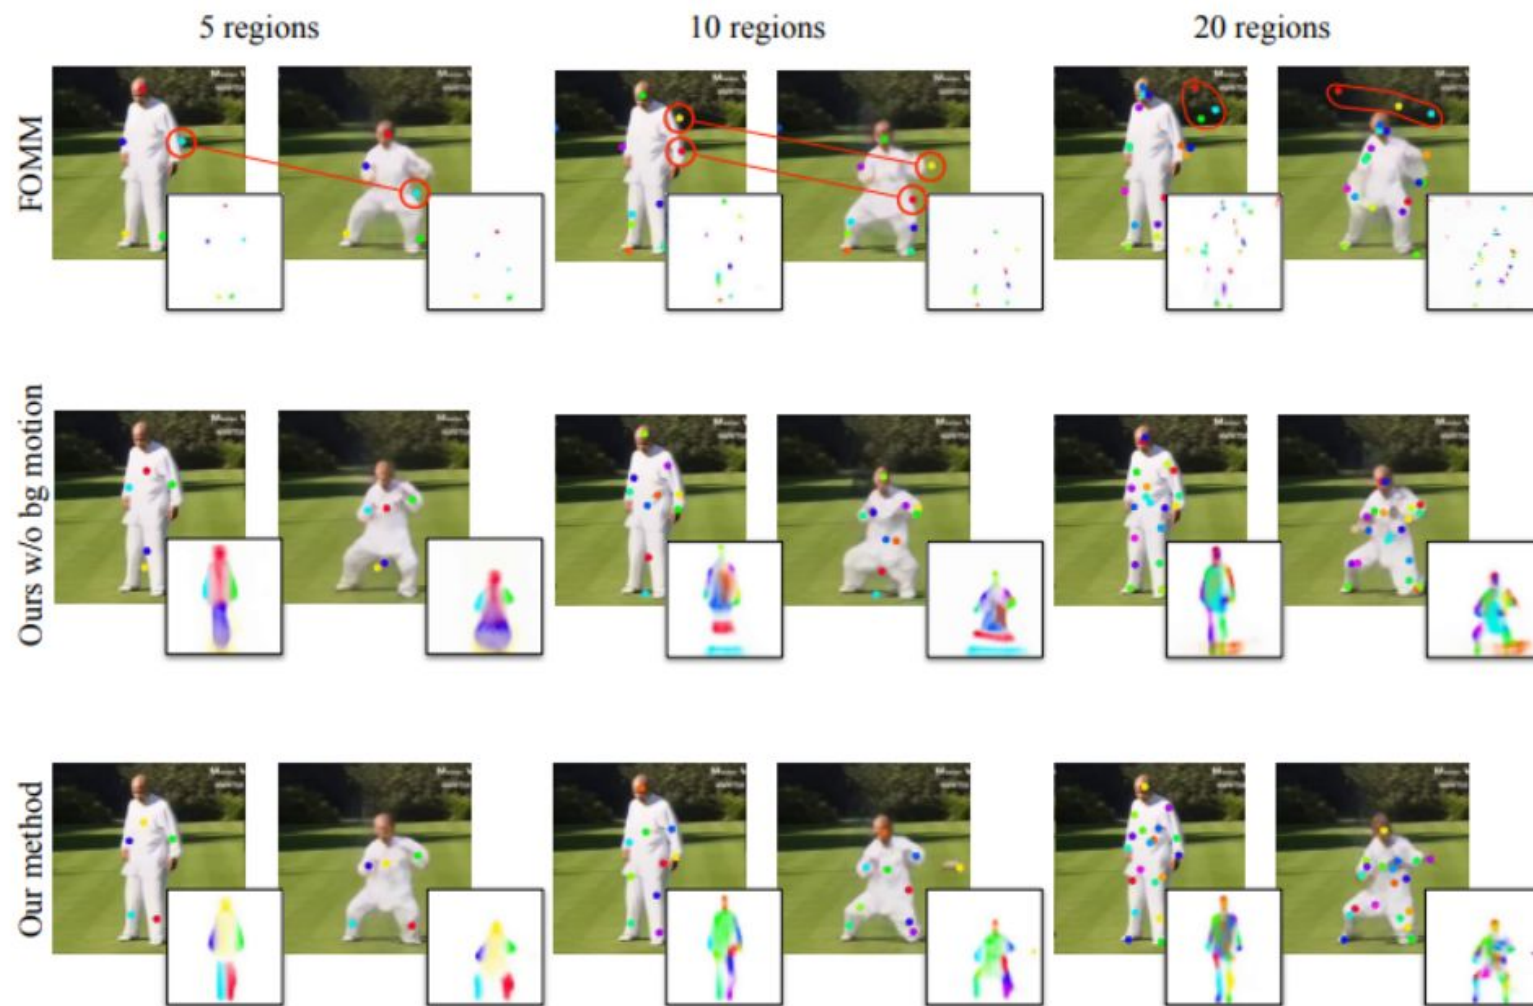 5 regions
10 regions
20 regions
FOMM
Ours w/o bg motion
Our method